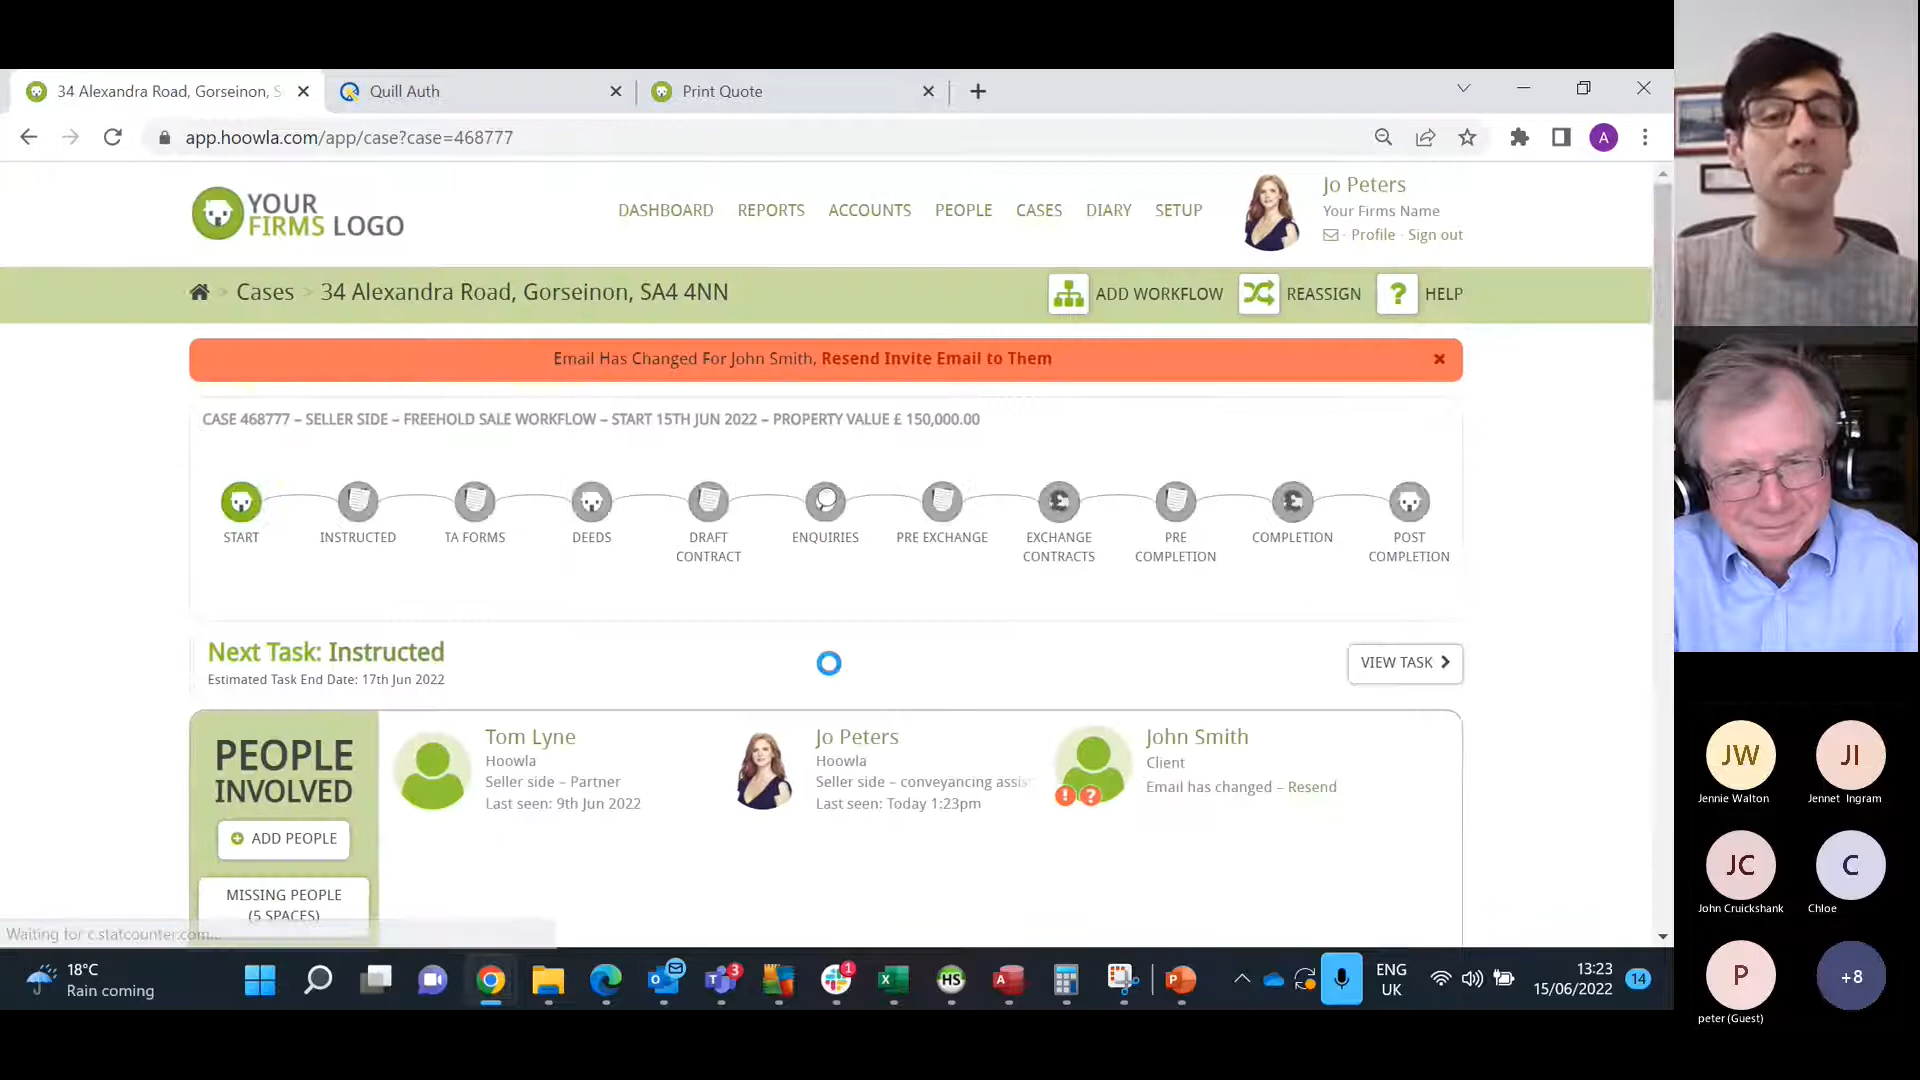 34 Alexandra Road, Gorseinon, S
Quill Auth
Print Quote
app.hoowla.com/app/case?case=468777
A
YOUR
FIRMS LOGO
DASHBOARD
REPORTS
ACCOUNTS
PEOPLE
CASES
DIARY
SETUP
Jo Peters
Your Firms Name
· Profile · Sign out
> Cases > 34 Alexandra Road, Gorseinon, SA4 4NN
ADD WORKFLOW
REASSIGN
? HELP
Email Has Changed For John Smith, Resend Invite Email to Them
CASE 468777 – SELLER SIDE – FREEHOLD SALE WORKFLOW – START 15TH JUN 2022 – PROPERTY VALUE £ 150,000.00
START
INSTRUCTED
TA FORMS
DEEDS
DRAFT
CONTRACT
ENQUIRIES
PRE EXCHANGE
EXCHANGE
CONTRACTS
PRE
COMPLETION
COMPLETION
POST
COMPLETION
Next Task: Instructed
Estimated Task End Date: 17th Jun 2022
VIEW TASK
PEOPLE
INVOLVED
ADD PEOPLE
MISSING PEOPLE
(5 SPACES)
Tom Lyne
Hoowla
Seller side – Partner
Last seen: 9th Jun 2022
Jo Peters
Hoowla
Seller side – conveyancing assis
Last seen: Today 1:23pm
John Smith
Client
Email has changed – Resend
! ?
Waiting for c.statcounter.com...
18°C
Rain coming
3
1
HS
ENG
UK
13:23
15/06/2022
14
JW
Jennie Walton
JI
Jennet Ingram
JC
John Cruickshank
C
Chloe
P
peter (Guest)
+8